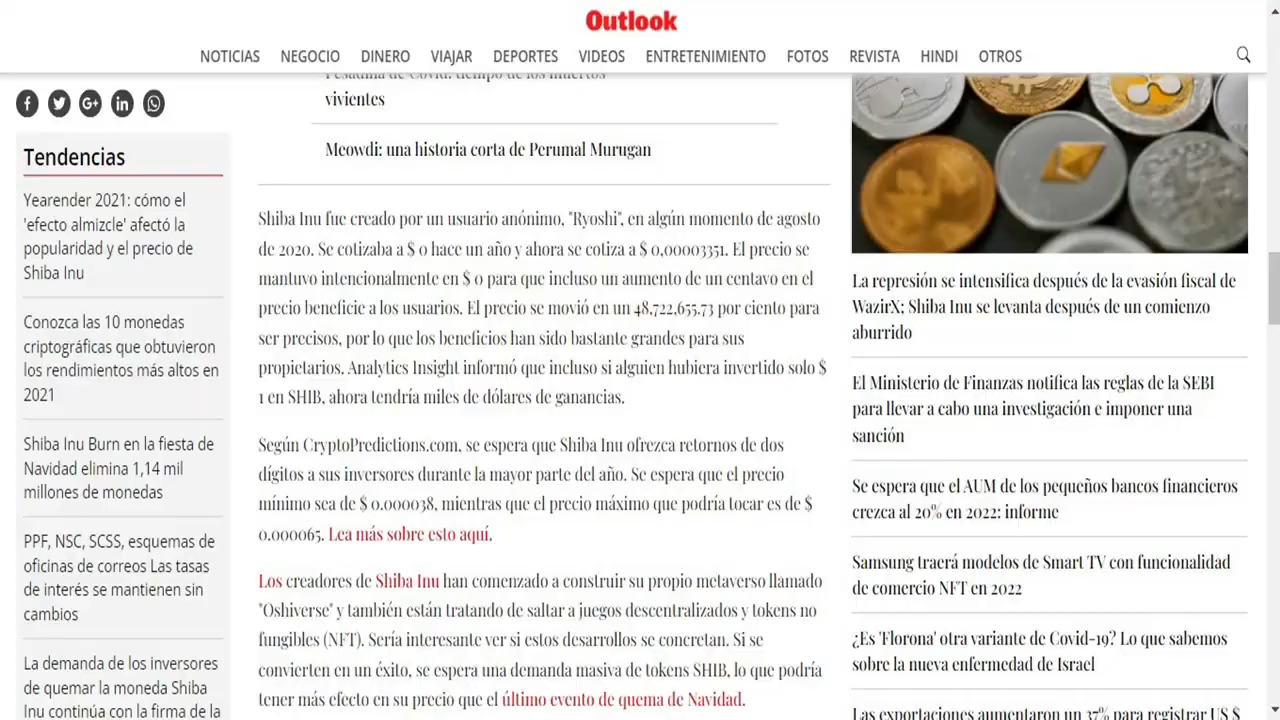 Outlook
NOTICIAS NEGOCIO DINERO VIAJAR DEPORTES VIDEOS ENTRETENIMIENTO FOTOS REVISTA HINDI OTROS
Tendencias
Yearender 2021: cómo el
'efecto almizcle' afectó la
popularidad y el precio de
Shiba Inu
Conozca las 10 monedas
criptográficas que obtuvieron
los rendimientos más altos en
2021
Shiba Inu Burn en la fiesta de
Navidad elimina 1,14 mil
millones de monedas
PPF, NSC, SCSS, esquemas de
oficinas de correos Las tasas
de interés se mantienen sin
cambios
La demanda de los inversores
de quemar la moneda Shiba
Inu continúa con la firma de la
Pesadilla de Covid: tiempo de los muertos
vivientes
Meowdi: una historia corta de Perumal Murugan
Shiba Inu fue creado por un usuario anónimo, "Ryoshi", en algún momento de agosto
de 2020. Se cotizaba a $ 0 hace un año y ahora se cotiza a $ 0,00003351. El precio se
mantuvo intencionalmente en $ 0 para que incluso un aumento de un centavo en el
precio beneficie a los usuarios. El precio se movió en un 48,722,655.73 por ciento para
ser precisos, por lo que los beneficios han sido bastante grandes para sus
propietarios. Analytics Insight informó que incluso si alguien hubiera invertido solo $
1 en SHIB, ahora tendría miles de dólares de ganancias.
Según CryptoPredictions.com, se espera que Shiba Inu ofrezca retornos de dos
dígitos a sus inversores durante la mayor parte del año. Se espera que el precio
mínimo sea de $ 0.000038, mientras que el precio máximo que podría tocar es de $
0.000065. Lea más sobre esto aquí.
Los creadores de Shiba Inu han comenzado a construir su propio metaverso llamado
"Oshiverse" y también están tratando de saltar a juegos descentralizados y tokens no
fungibles (NFT). Sería interesante ver si estos desarrollos se concretan. Si se
convierten en un éxito, se espera una demanda masiva de tokens SHIB, lo que podría
tener más efecto en su precio que el último evento de quema de Navidad.
La represión se intensifica después de la evasión fiscal de
WazirX; Shiba Inu se levanta después de un comienzo
aburrido
El Ministerio de Finanzas notifica las reglas de la SEBI
para llevar a cabo una investigación e imponer una
sanción
Se espera que el AUM de los pequeños bancos financieros
crezca al 20% en 2022: informe
Samsung traerá modelos de Smart TV con funcionalidad
de comercio NFT en 2022
¿Es 'Florona' otra variante de Covid-19? Lo que sabemos
sobre la nueva enfermedad de Israel
Las exportaciones aumentaron un 37% para registrar US $